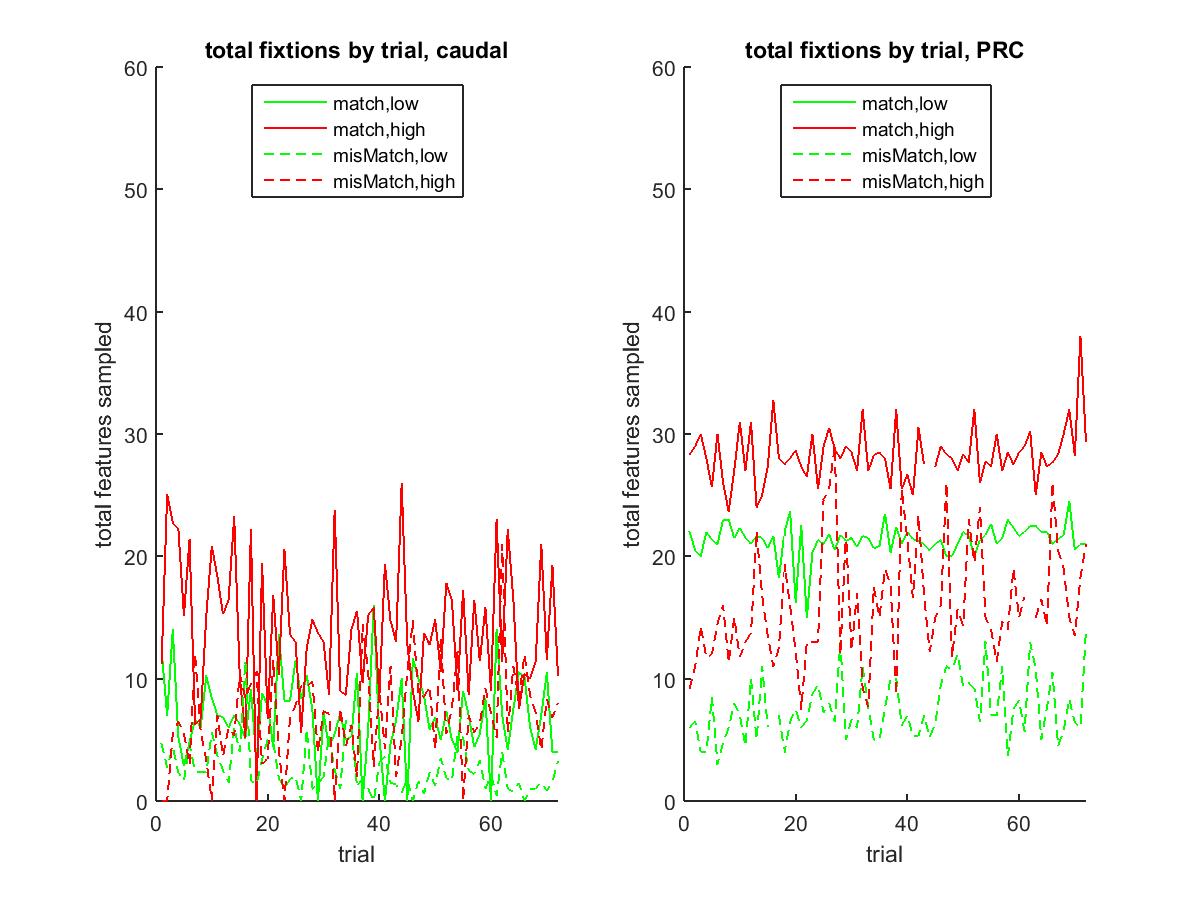 total fixtions by trial, caudal
60
50
40
30
20
10
0
0 20 40 60
total features sampled
trial
match,low
match,high
misMatch,low
misMatch,high
total fixtions by trial, PRC
60
50
40
30
20
10
0
0 20 40 60
total features sampled
trial
match,low
match,high
misMatch,low
misMatch,high